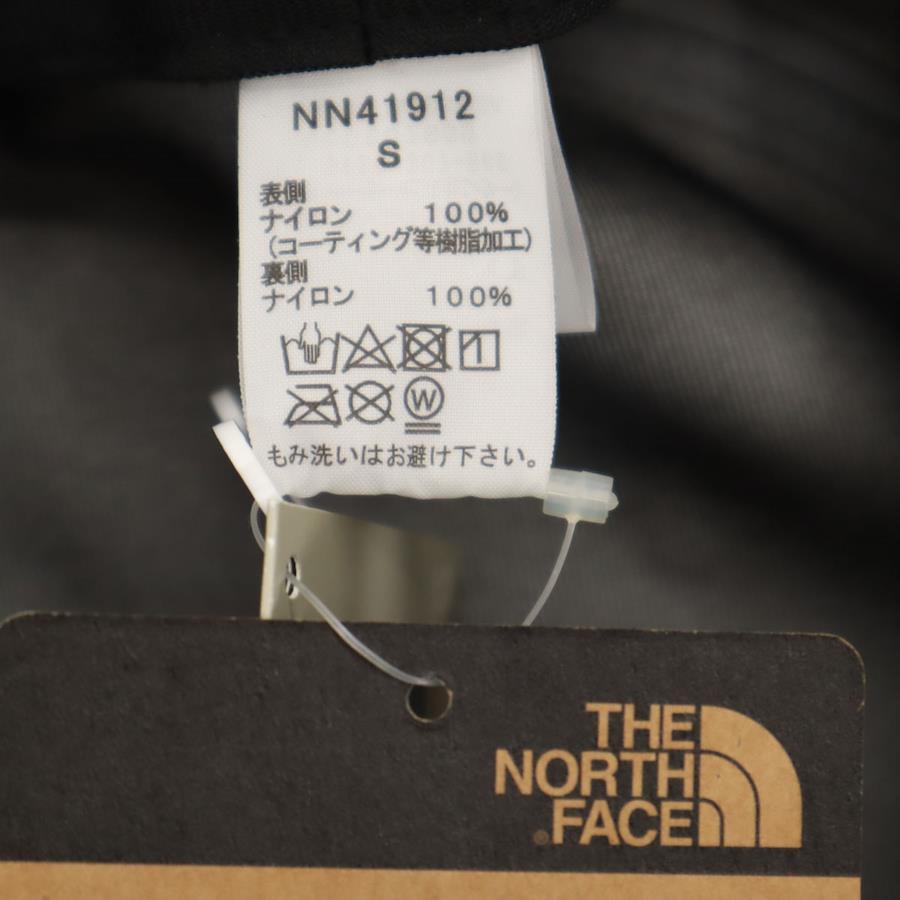 NN41912
S
表側
ナイロン 100%
(コーティング等樹脂加工)
裏側
ナイロン 100%
W
もみ洗いはお避け下さい。
THE
NORTH
®FACE